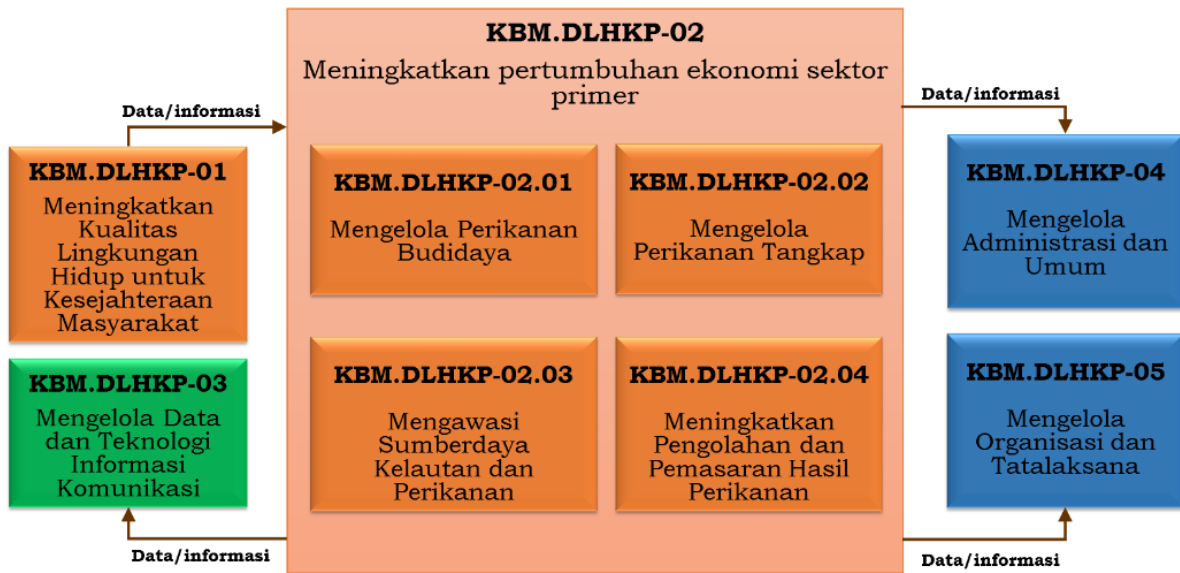 KBM.DLHKP-02
Meningkatkan pertumbuhan ekonomi sektor
primer
Data/informasi
KBM.DLHKP-01
Meningkatkan
Kualitas
Lingkungan
Hidup untuk
Kesejahteraan
Masyarakat
KBM.DLHKP-03
Mengelola Data
dan Teknologi
Informasi
Komunikasi
Data/informasi
KBM.DLHKP-02.01
Mengelola Perikanan
Budidaya
KBM.DLHKP-02.02
Mengelola
Perikanan Tangkap
KBM.DLHKP-02.03
Mengawasi
Sumberdaya
Kelautan dan
Perikanan
KBM.DLHKP-02.04
Meningkatkan
Pengolahan dan
Pemasaran Hasil
Perikanan
Data/informasi
KBM.DLHKP-04
Mengelola
Administrasi dan
Umum
KBM.DLHKP-05
Mengelola
Organisasi dan
Tatalaksana
Data/informasi